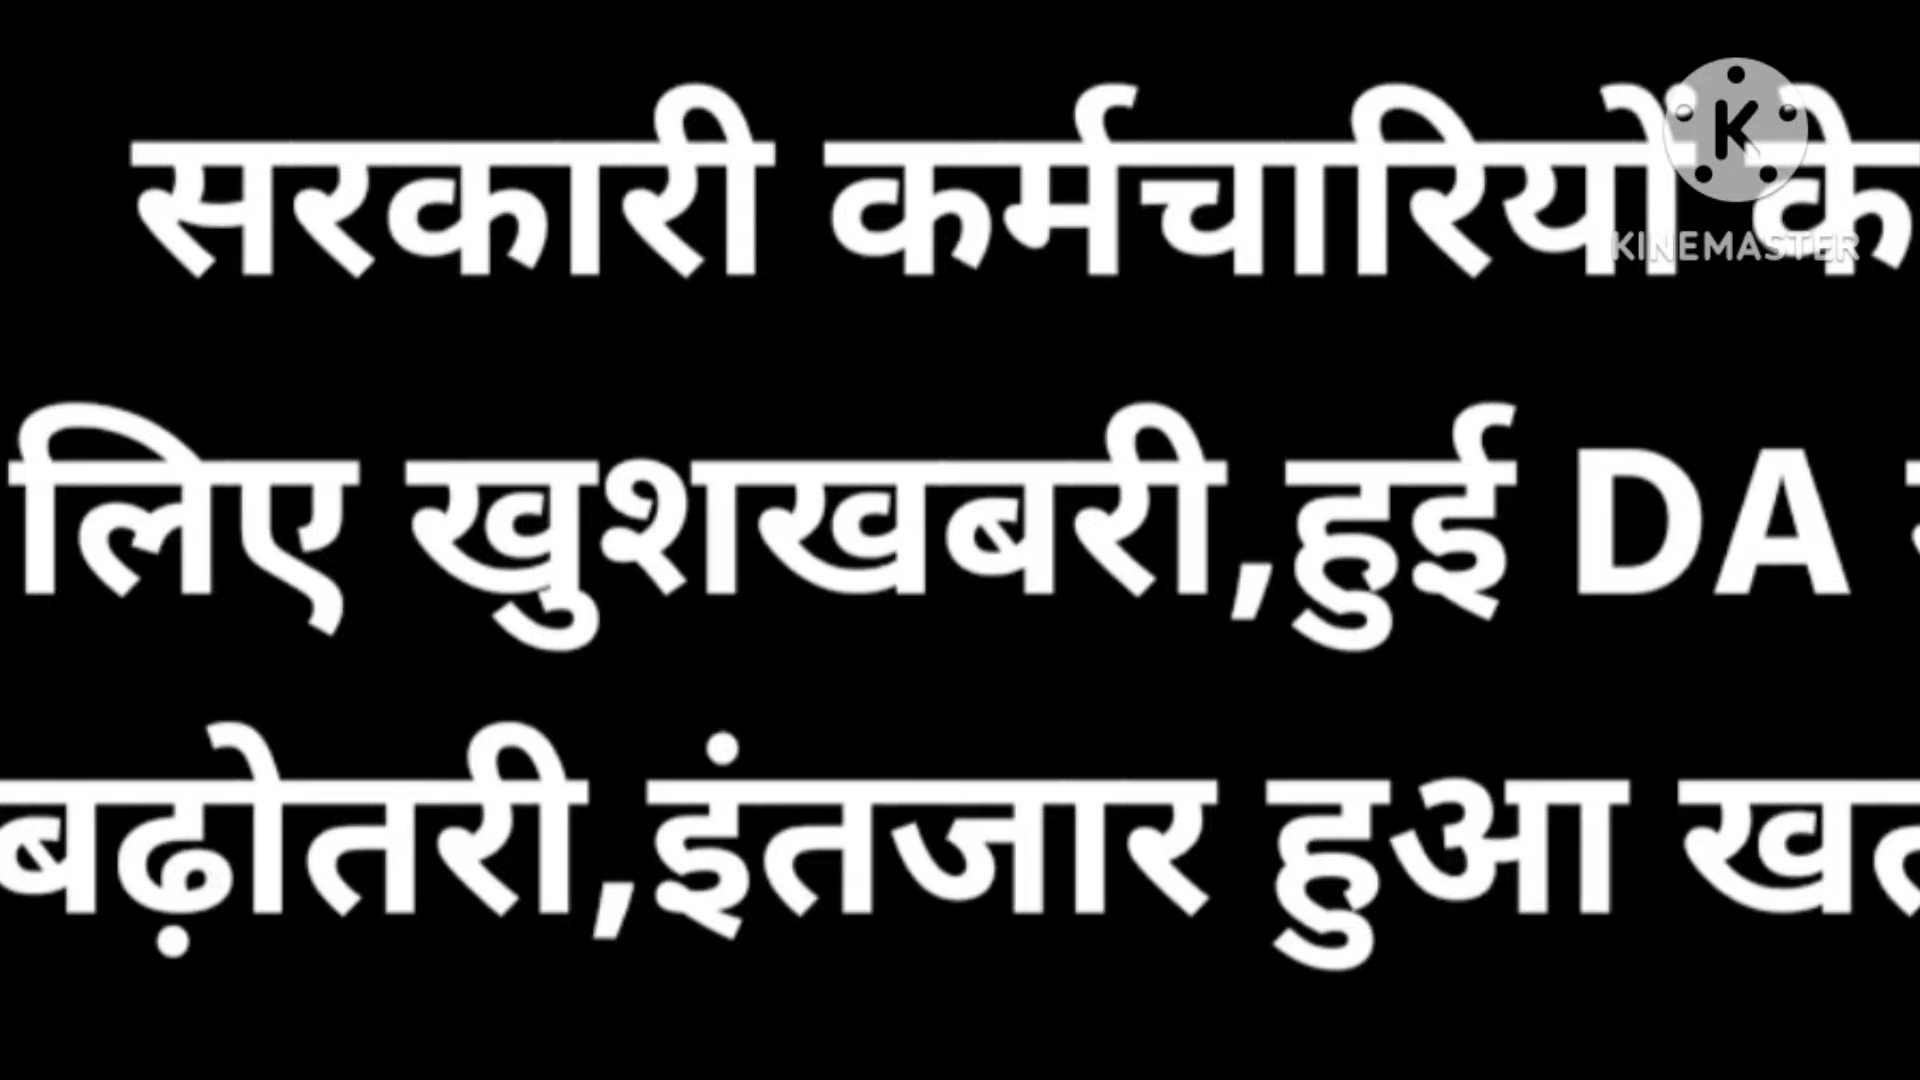 सरकारी कर्मचारियों के
लिए खुशखबरी,हुई DA
बढ़ोतरी,इंतजार हुआ
KINEMASTER